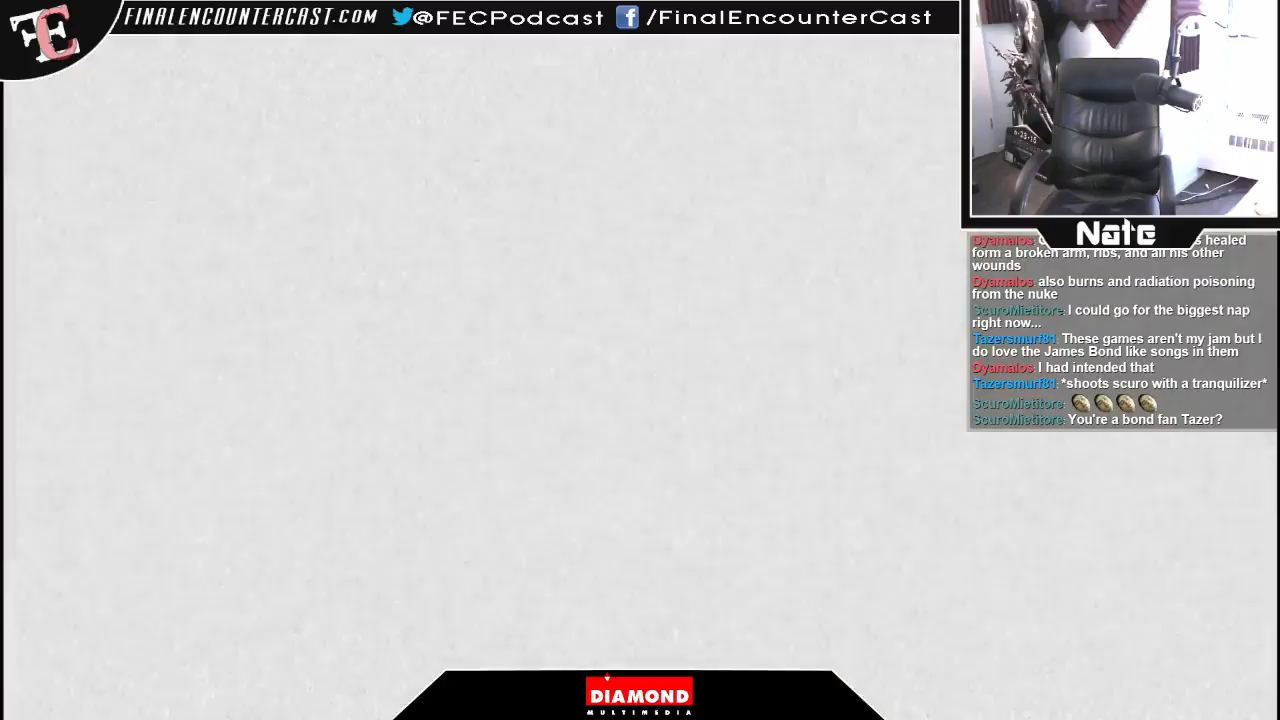 FINALENCOUNTERCAST.COM @FECPodcast /FinalEncounterCast
FEC
Nate
Dyamalos s healed
form a broken arm, ribs, and all his other
wounds
Dyamalos also burns and radiation poisoning
from the nuke
ScuroMietitore: I could go for the biggest nap
right now...
Tazersmurf81: These games aren't my jam but I
do love the James Bond like songs in them
Dyamalos I had intended that
Tazersmurf81: *shoots scuro with a tranquilizer*
ScuroMietitore:
ScuroMietitore: You're a bond fan Tazer?
DIAMOND
MULTIMEDIA